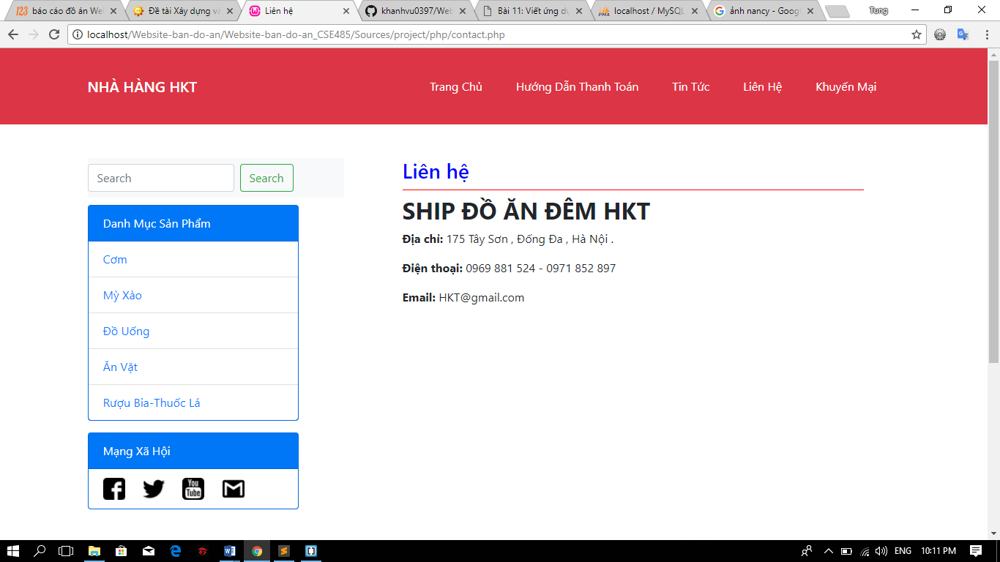 123 báo cáo đồ án Web
Đề tài Xây dựng và
Liên hệ
khanhvu0397/Web
Bài 11: Viết ứng dụ
PMA localhost / MySQL
ảnh nancy - Goog
Tung
localhost/Website-ban-do-an/Website-ban-do-an_CSE485/Sources/project/php/contact.php
NHÀ HÀNG HKT
Trang Chủ
Hướng Dẫn Thanh Toán
Tin Tức
Liên Hệ
Khuyến Mại
Search
Search
Danh Mục Sản Phẩm
Cơm
Mỳ Xào
Đồ Uống
Ăn Vặt
Rượu Bia-Thuốc Lá
Mạng Xã Hội
You Tube
Liên hệ
SHIP ĐỒ ĂN ĐÊM HKT
Địa chỉ: 175 Tây Sơn , Đống Đa , Hà Nội .
Điện thoại: 0969 881 524 - 0971 852 897
Email: HKT@gmail.com
ENG
10:11 PM